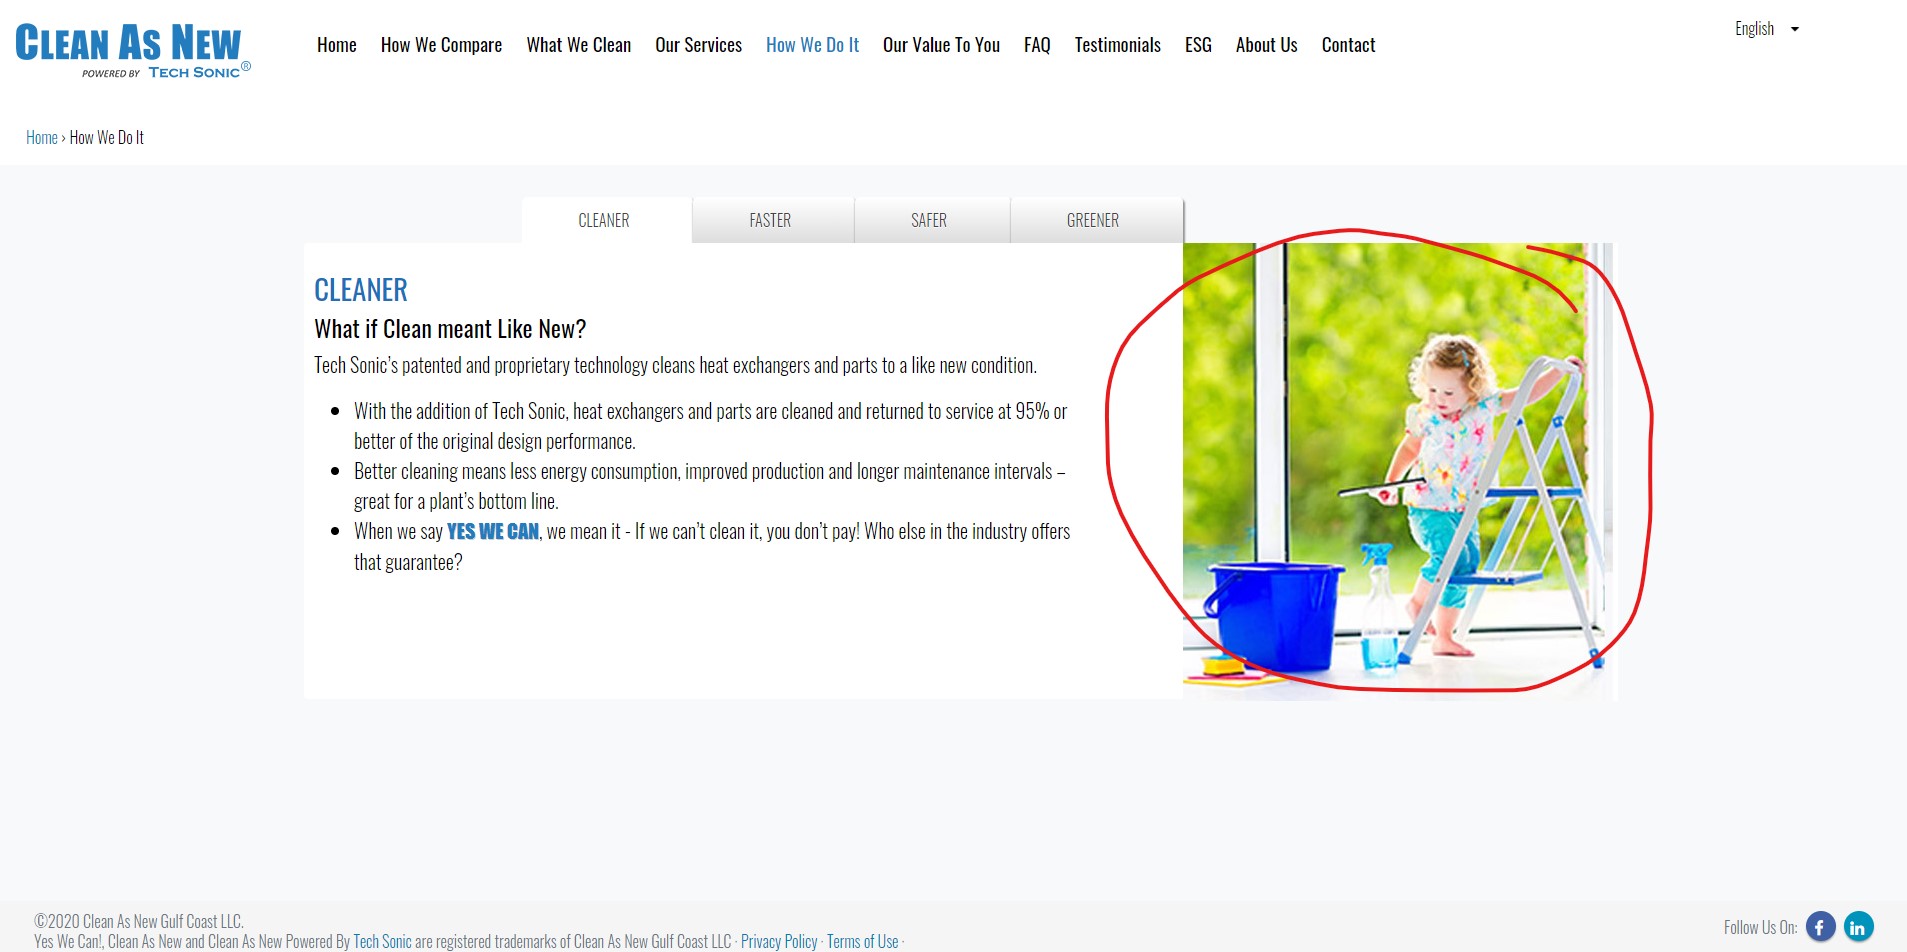 CLEAN AS NEW
POWERED BY TECH SONIC®
Home How We Compare What We Clean Our Services How We Do It Our Value To You FAQ Testimonials ESG About Us Contact
English
Home › How We Do It
CLEANER FASTER SAFER GREENER
CLEANER
What if Clean meant Like New?
Tech Sonic’s patented and proprietary technology cleans heat exchangers and parts to a like new condition.
• With the addition of Tech Sonic, heat exchangers and parts are cleaned and returned to service at 95% or
better of the original design performance.
• Better cleaning means less energy consumption, improved production and longer maintenance intervals –
great for a plant’s bottom line.
• When we say YES WE CAN, we mean it - If we can’t clean it, you don’t pay! Who else in the industry offers
that guarantee?
©2020 Clean As New Gulf Coast LLC.
Yes We Can!, Clean As New and Clean As New Powered By Tech Sonic are registered trademarks of Clean As New Gulf Coast LLC · Privacy Policy · Terms of Use ·
Follow Us On: f in